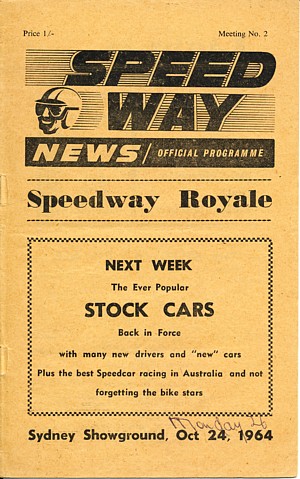 Price 1/-
Meeting No. 2
SPEED
WAY
NEWS / OFFICIAL PROGRAMME
Speedway Royale
NEXT WEEK
The Ever Popular
STOCK CARS
Back in Force
with many new drivers and "new" cars
Plus the best Speedcar racing in Australia and not
forgetting the bike stars
Monday 26
Sydney Showground, Oct 24, 1964